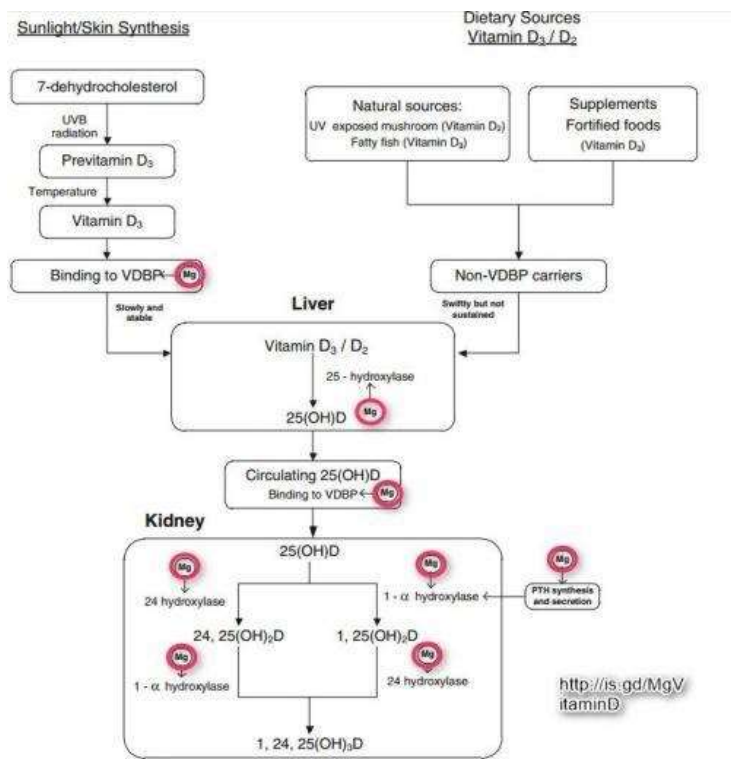 Sunlight/Skin Synthesis
Dietary Sources
Vitamin D₃ / D₂
7-dehydrocholesterol
UVB
radiation
Previtamin D₃
Temperature
Vitamin D₃
Binding to VDBP
Mg
Slowly and
stable
Natural sources:
UV exposed mushroom (Vitamin D₂)
Fatty fish (Vitamin D₃)
Supplements
Fortified foods
(Vitamin D₃)
Non-VDBP carriers
Swiftly but not
sustained
Liver
Vitamin D₃ / D₂
25 - hydroxylase
Mg
25(OH)D
Circulating 25(OH)D
Binding to VDBP
Mg
Kidney
25(OH)D
Mg
24 hydroxylase
Mg
1 - α hydroxylase
Mg
PTH synthesis
and secretion
24, 25(OH)₂D
1, 25(OH)₂D
Mg
1 - α hydroxylase
Mg
24 hydroxylase
1, 24, 25(OH)₃D
http://is.gd/MgV
itaminD